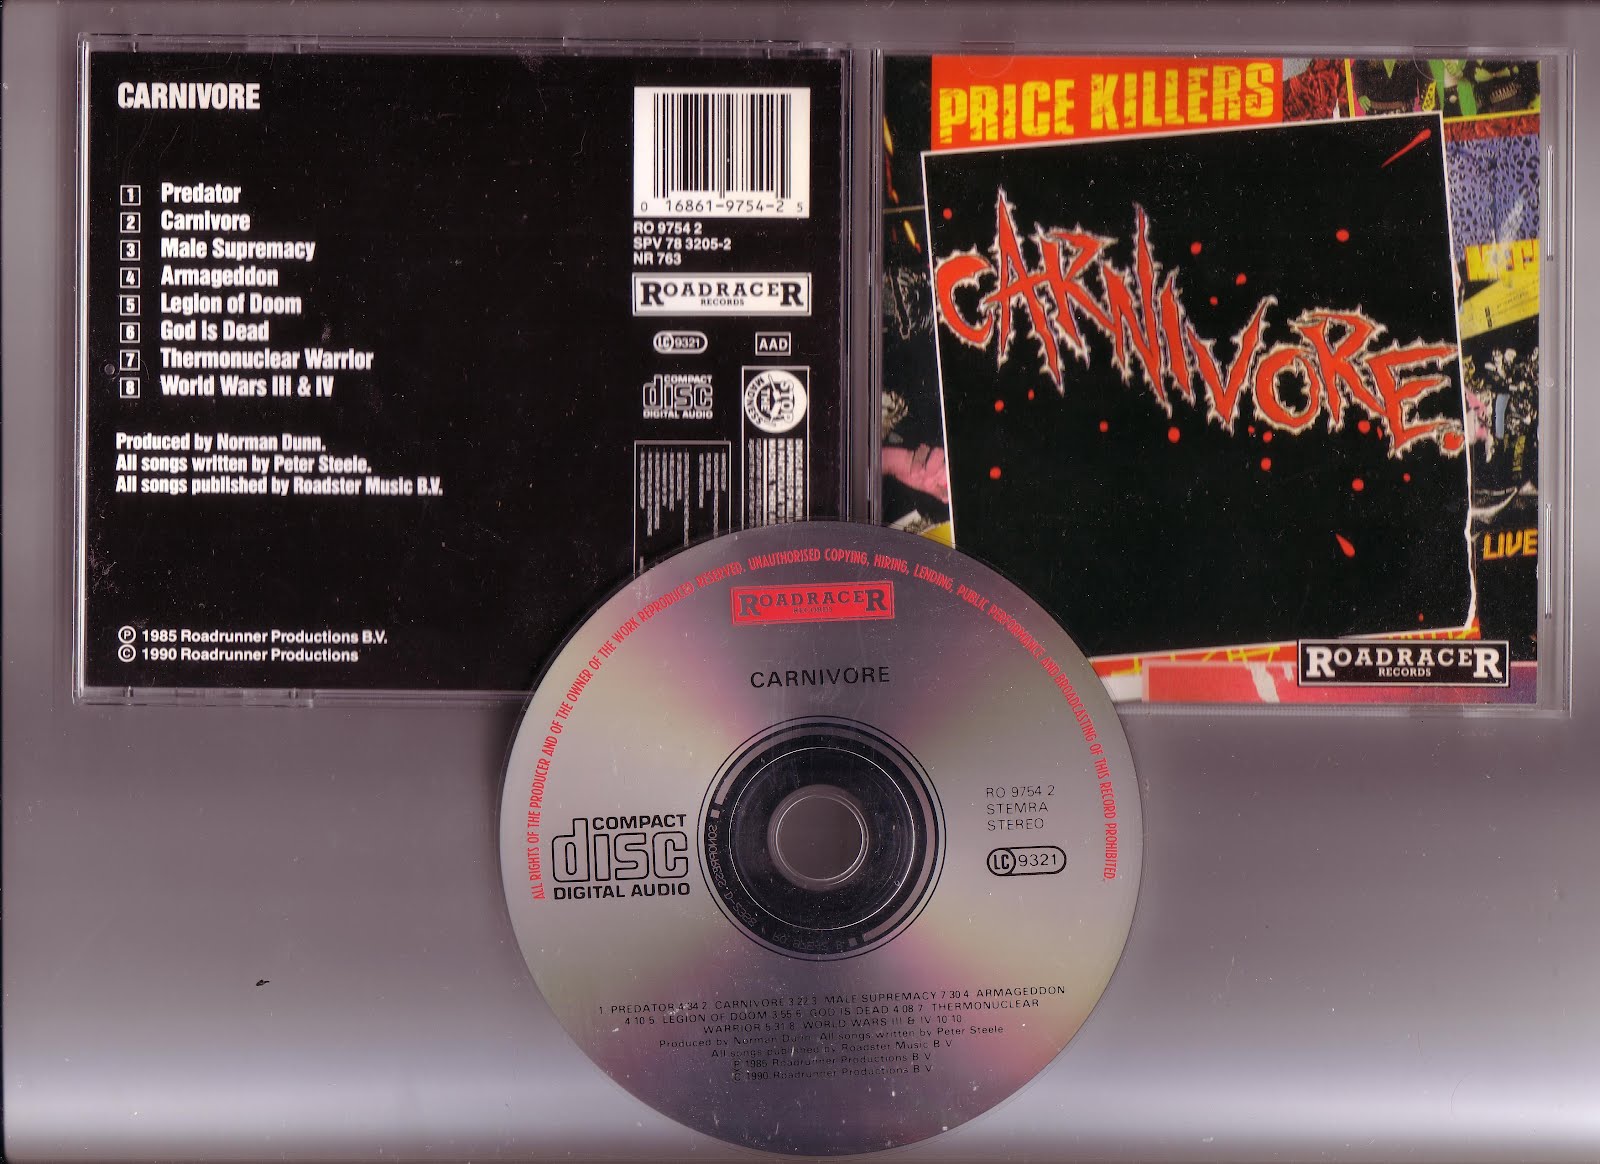 CARNIVORE
1 Predator
2 Carnivore
3 Male Supremacy
4 Armageddon
5 Legion of Doom
6 God Is Dead
7 Thermonuclear Warrior
8 World Wars III & IV
Produced by Norman Dunn.
All songs written by Peter Steele.
All songs published by Roadster Music B.V.
Ⓟ 1985 Roadrunner Productions B.V.
© 1990 Roadrunner Productions
0 16861-9754-2 5
RO 9754 2
SPV 78 3205-2
NR 763
ROADRACER
RECORDS
LC 9321
AAD
COMPACT
disc
DIGITAL AUDIO
STOP
THE
MADNESS
PRICE KILLERS
CARNIVORE.
LIVE
ROADRACER
RECORDS
ALL RIGHTS OF THE PRODUCER AND OF THE OWNER OF THE WORK REPRODUCED RESERVED. UNAUTHORISED COPYING, HIRING, LENDING, PUBLIC PERFORMANCE AND BROADCASTING OF THIS RECORD PROHIBITED.
ROADRACER
RECORDS
CARNIVORE
RO 9754 2
STEMRA
STEREO
LC 9321
COMPACT
disc
DIGITAL AUDIO
1. PREDATOR 4:34 2. CARNIVORE 3:22 3. MALE SUPREMACY 7:30 4. ARMAGEDDON
4:10 5. LEGION OF DOOM 3:55 6. GOD IS DEAD 4:08 7. THERMONUCLEAR
WARRIOR 5:31 8. WORLD WARS III & IV 10:10
Produced by Norman Dunn. All songs written by Peter Steele
All songs published by Roadster Music B.V.
Ⓟ 1985 Roadrunner Productions B.V.
© 1990 Roadrunner Productions B.V.